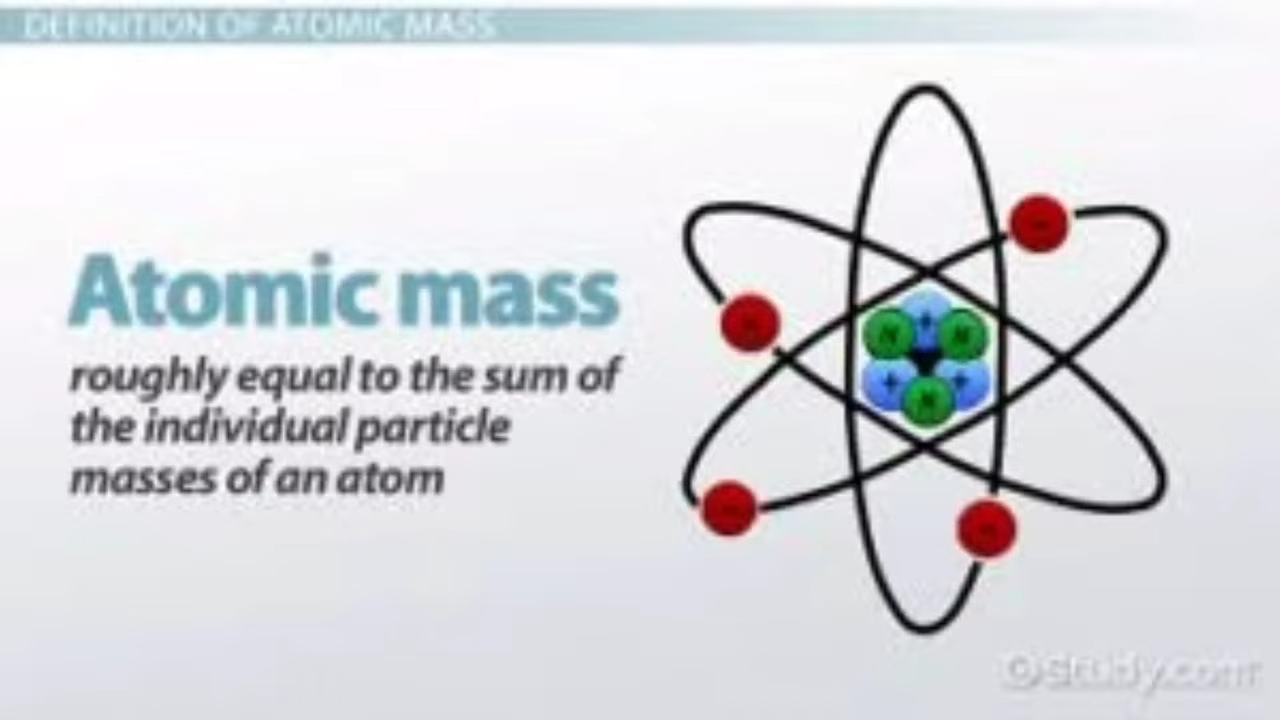 DEFINITION OF ATOMIC MASS
Atomic mass
roughly equal to the sum of
the individual particle
masses of an atom
+
N N
+ +
N
Study.com